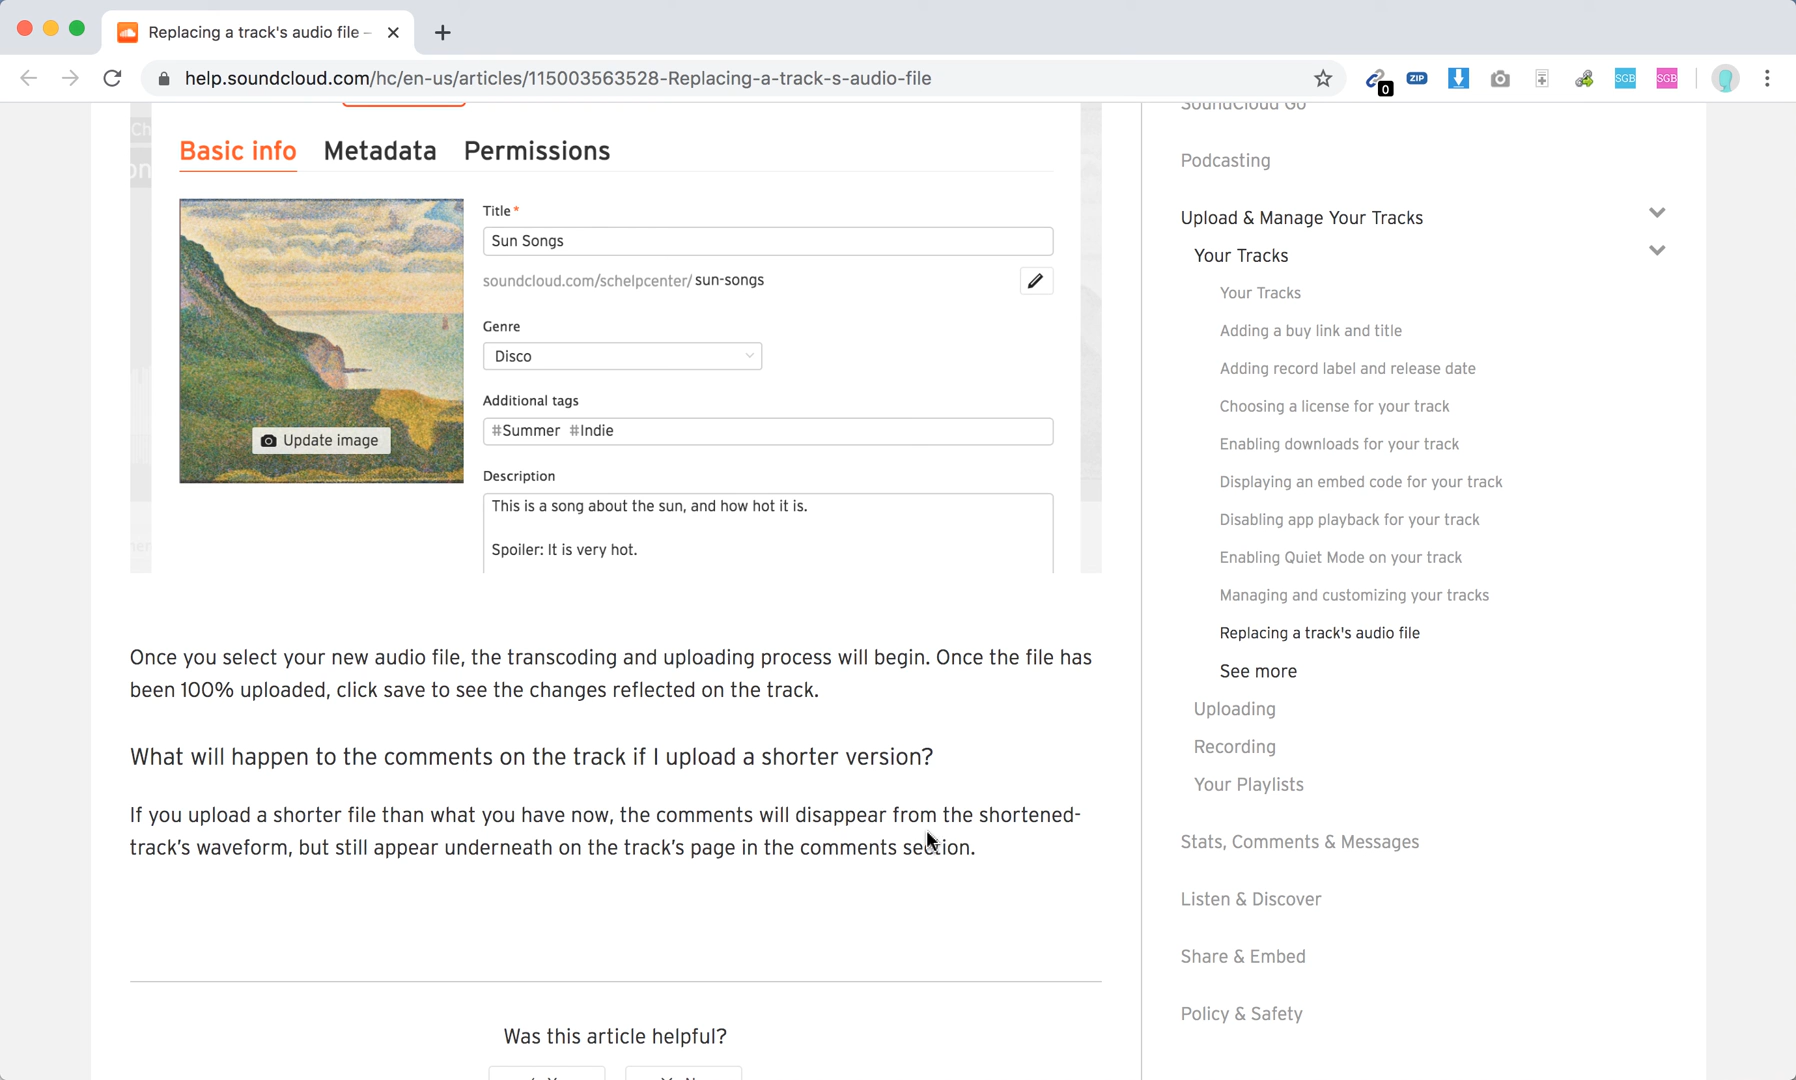 Replacing a track's audio file –
help.soundcloud.com/hc/en-us/articles/115003563528-Replacing-a-track-s-audio-file
0
ZIP
SGB
SGB
Basic info Metadata Permissions
Title *
Sun Songs
soundcloud.com/schelpcenter/ sun-songs
Genre
Disco
Additional tags
#Summer #Indie
Description
This is a song about the sun, and how hot it is.
Spoiler: It is very hot.
Update image
Once you select your new audio file, the transcoding and uploading process will begin. Once the file has
been 100% uploaded, click save to see the changes reflected on the track.
What will happen to the comments on the track if I upload a shorter version?
If you upload a shorter file than what you have now, the comments will disappear from the shortened-
track's waveform, but still appear underneath on the track's page in the comments section.
Was this article helpful?
SoundCloud Go
Podcasting
Upload & Manage Your Tracks
Your Tracks
Your Tracks
Adding a buy link and title
Adding record label and release date
Choosing a license for your track
Enabling downloads for your track
Displaying an embed code for your track
Disabling app playback for your track
Enabling Quiet Mode on your track
Managing and customizing your tracks
Replacing a track's audio file
See more
Uploading
Recording
Your Playlists
Stats, Comments & Messages
Listen & Discover
Share & Embed
Policy & Safety